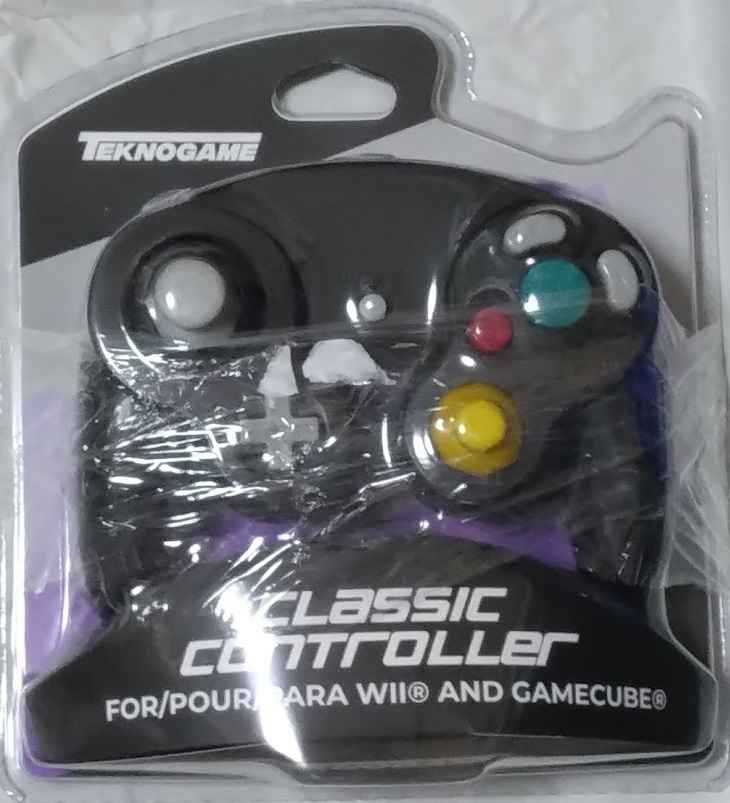 TEKNOGAME
CLASSIC
CONTROLLER
FOR/POUR/PARA WII® AND GAMECUBE®